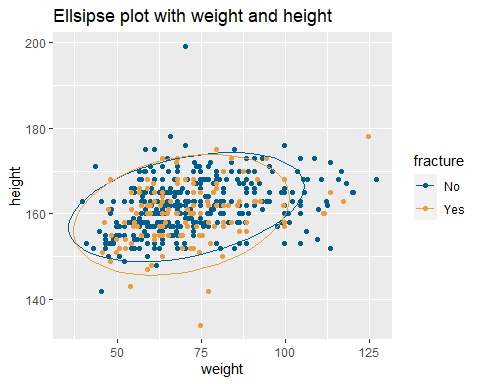 Ellsipse plot with weight and height
200
180
160
140
height
50
75
100
125
weight
fracture
No
Yes